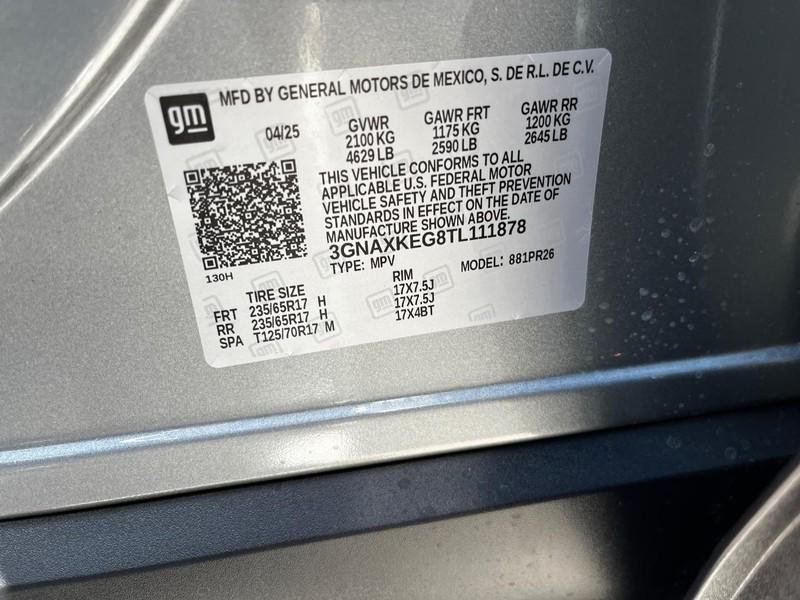 gm MFD BY GENERAL MOTORS DE MEXICO, S. DE R.L. DE C.V.
04/25
GVWR GAWR FRT GAWR RR
2100 KG 1175 KG 1200 KG
4629 LB 2590 LB 2645 LB
THIS VEHICLE CONFORMS TO ALL
APPLICABLE U.S. FEDERAL MOTOR
VEHICLE SAFETY AND THEFT PREVENTION
STANDARDS IN EFFECT ON THE DATE OF
MANUFACTURE SHOWN ABOVE.
3GNAXKEG8TL111878
TYPE: MPV MODEL: 881PR26
130H
TIRE SIZE RIM
FRT 235/65R17 H 17X7.5J
RR 235/65R17 H 17X7.5J
SPA T125/70R17 M 17X4BT